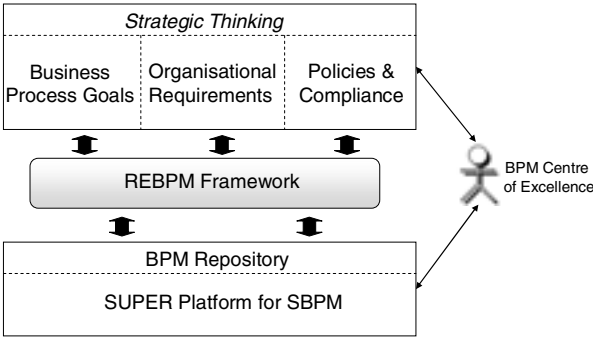 Strategic Thinking
Business
Process Goals
Organisational
Requirements
Policies &
Compliance
REBPM Framework
BPM Centre
of Excellence
BPM Repository
SUPER Platform for SBPM